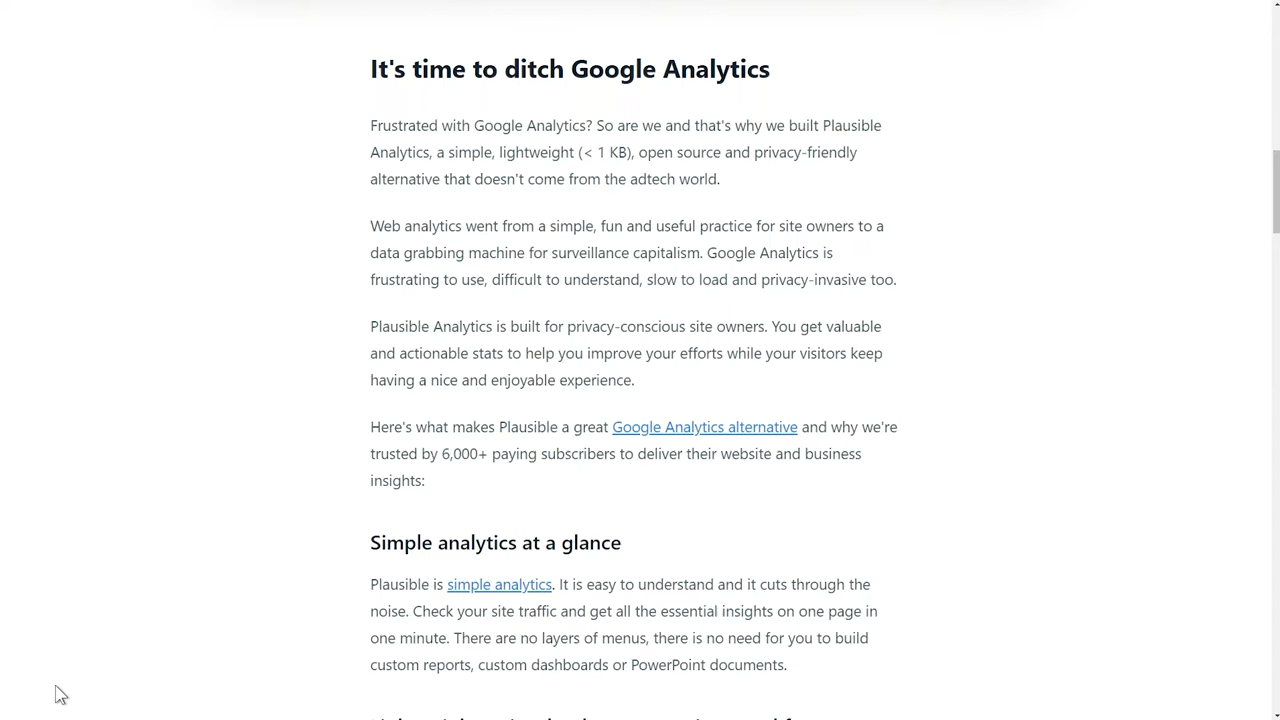 It's time to ditch Google Analytics
Frustrated with Google Analytics? So are we and that's why we built Plausible
Analytics, a simple, lightweight (< 1 KB), open source and privacy-friendly
alternative that doesn't come from the adtech world.
Web analytics went from a simple, fun and useful practice for site owners to a
data grabbing machine for surveillance capitalism. Google Analytics is
frustrating to use, difficult to understand, slow to load and privacy-invasive too.
Plausible Analytics is built for privacy-conscious site owners. You get valuable
and actionable stats to help you improve your efforts while your visitors keep
having a nice and enjoyable experience.
Here's what makes Plausible a great Google Analytics alternative and why we're
trusted by 6,000+ paying subscribers to deliver their website and business
insights:
Simple analytics at a glance
Plausible is simple analytics. It is easy to understand and it cuts through the
noise. Check your site traffic and get all the essential insights on one page in
one minute. There are no layers of menus, there is no need for you to build
custom reports, custom dashboards or PowerPoint documents.